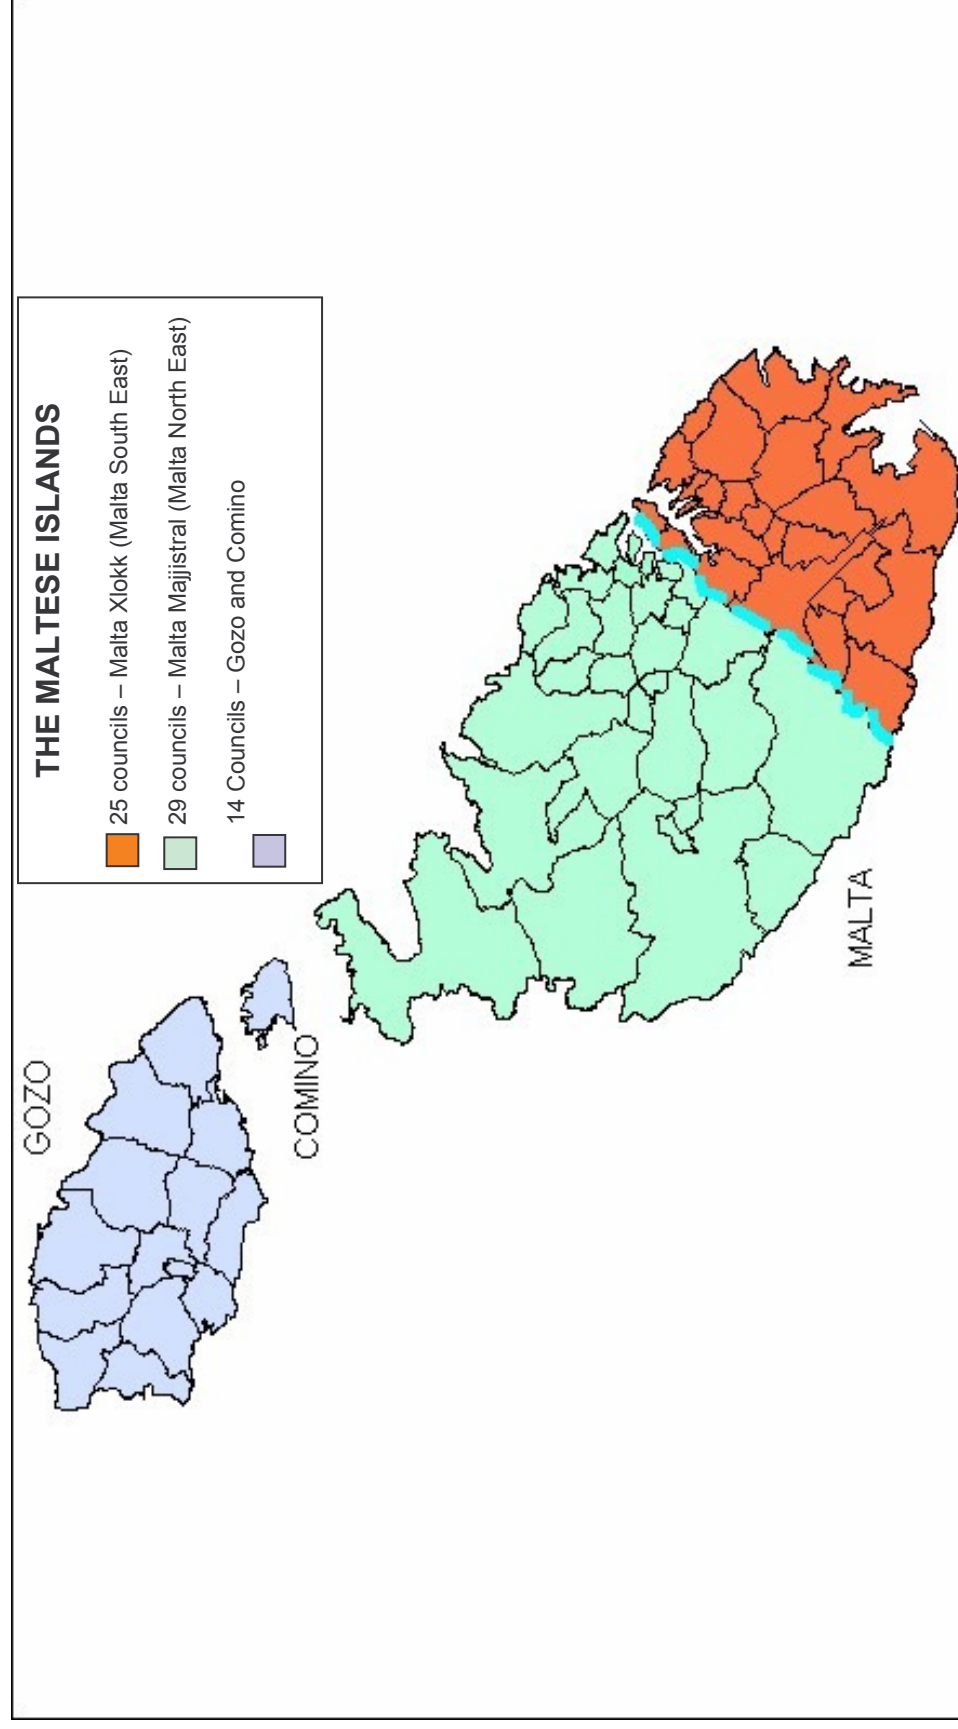 THE MALTESE ISLANDS
25 councils – Malta Xlokk (Malta South East)
29 councils – Malta Majjistral (Malta North East)
14 Councils – Gozo and Comino
GOZO
COMINO
MALTA